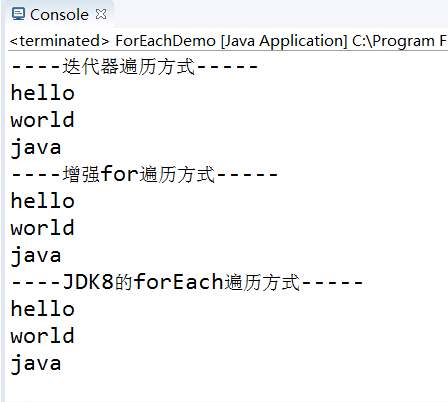 Console
<terminated> ForEachDemo [Java Application] C:\Program F
----迭代器遍历方式-----
hello
world
java
----增强for遍历方式-----
hello
world
java
----JDK8的forEach遍历方式-----
hello
world
java